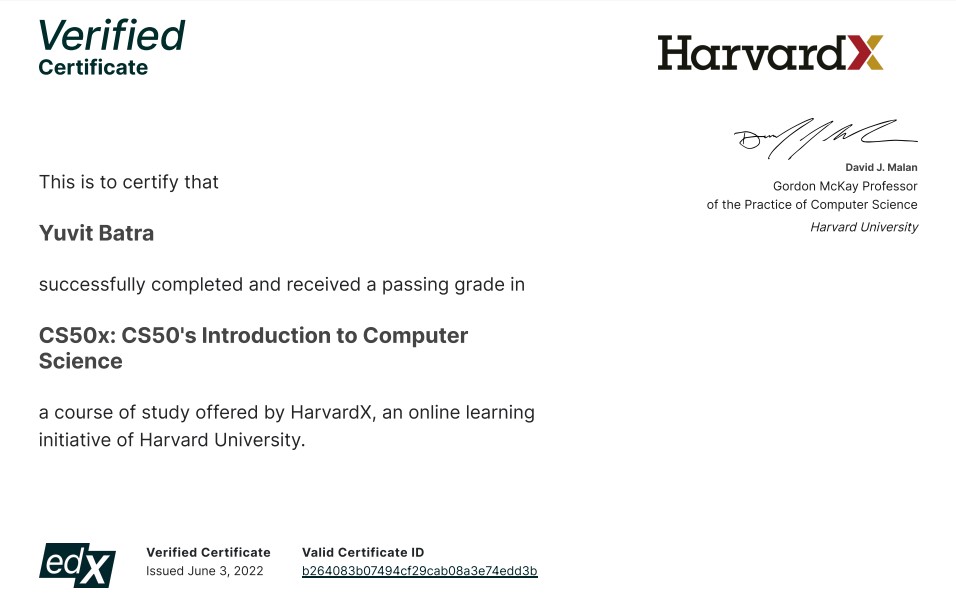 Verified
Certificate
HarvardX
David J. Malan
Gordon McKay Professor
of the Practice of Computer Science
Harvard University
This is to certify that
Yuvit Batra
successfully completed and received a passing grade in
CS50x: CS50's Introduction to Computer
Science
a course of study offered by HarvardX, an online learning
initiative of Harvard University.
edX
Verified Certificate
Issued June 3, 2022
Valid Certificate ID
b264083b07494cf29cab08a3e74edd3b